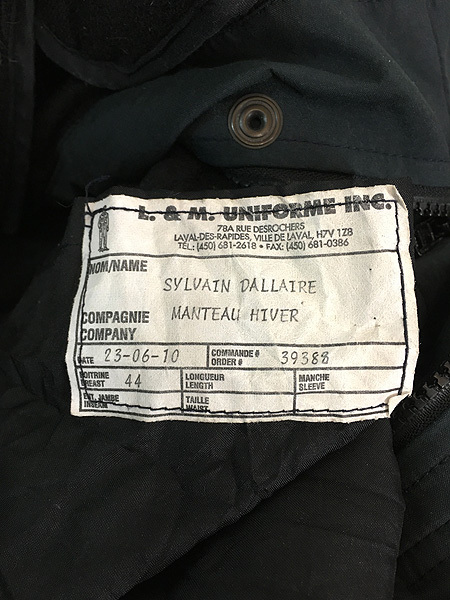 L. & M. UNIFORME INC.
78A RUE DESROCHERS
LAVAL-DES-RAPIDES, VILLE DE LAVAL, H7V 1Z8
TEL.: (450) 681-2618 • FAX: (450) 681-0386
NOM/NAME
SYLVAIN DALLAIRE
COMPAGNIE MANTEAU HIVER
COMPANY
DATE 23-06-10 COMMANDE # 39388
ORDER #
POITRINE 44 LONGUEUR MANCHE
BREAST LENGTH SLEEVE
ENT. JAMBE TAILLE
INSEAM WAIST